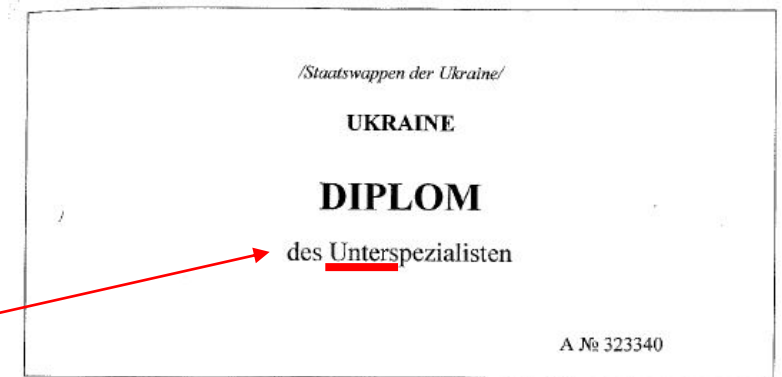 /Staatswappen der Ukraine/
UKRAINE
DIPLOM
des Unterspezialisten
A № 323340